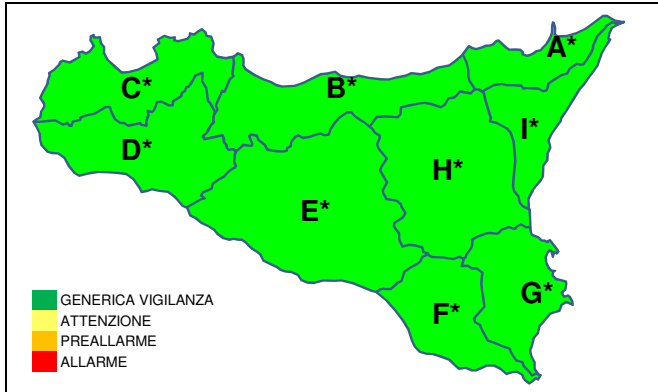 A*
B*
C*
I*
D*
H*
E*
G*
F*
GENERICA VIGILANZA
ATTENZIONE
PREALLARME
ALLARME